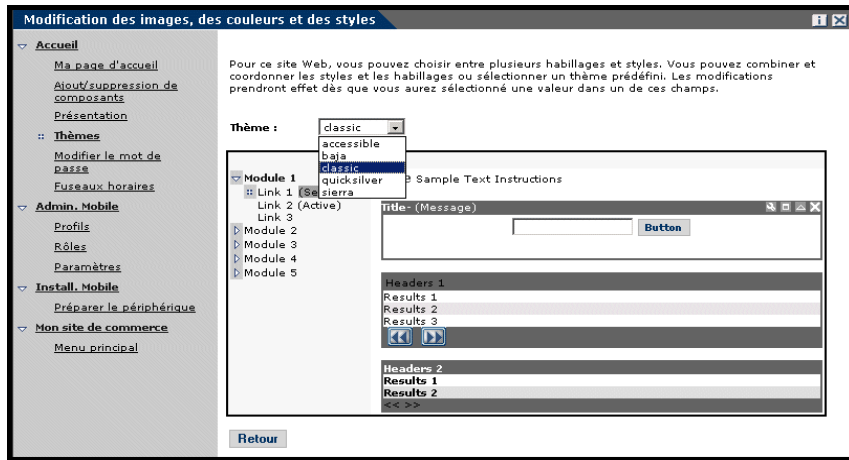 Modification des images, des couleurs et des styles
Accueil
Ma page d'accueil
Ajout/suppression de
composants
Présentation
Thèmes
Modifier le mot de
passe
Fuseaux horaires
Admin. Mobile
Profils
Rôles
Paramètres
Install. Mobile
Préparer le périphérique
Mon site de commerce
Menu principal
Pour ce site Web, vous pouvez choisir entre plusieurs habillages et styles. Vous pouvez combiner et
coordonner les styles et les habillages ou sélectionner un thème prédéfini. Les modifications
prendront effet dès que vous aurez sélectionné une valeur dans un de ces champs.
Thème : classic
accessible
baja
classic
quicksilver
sierra
Module 1
Link 1 (Se
Link 2 (Active)
Link 3
Module 2
Module 3
Module 4
Module 5
Sample Text Instructions
Title- (Message)
Button
Headers 1
Results 1
Results 2
Results 3
Headers 2
Results 1
Results 2
<< >>
Retour